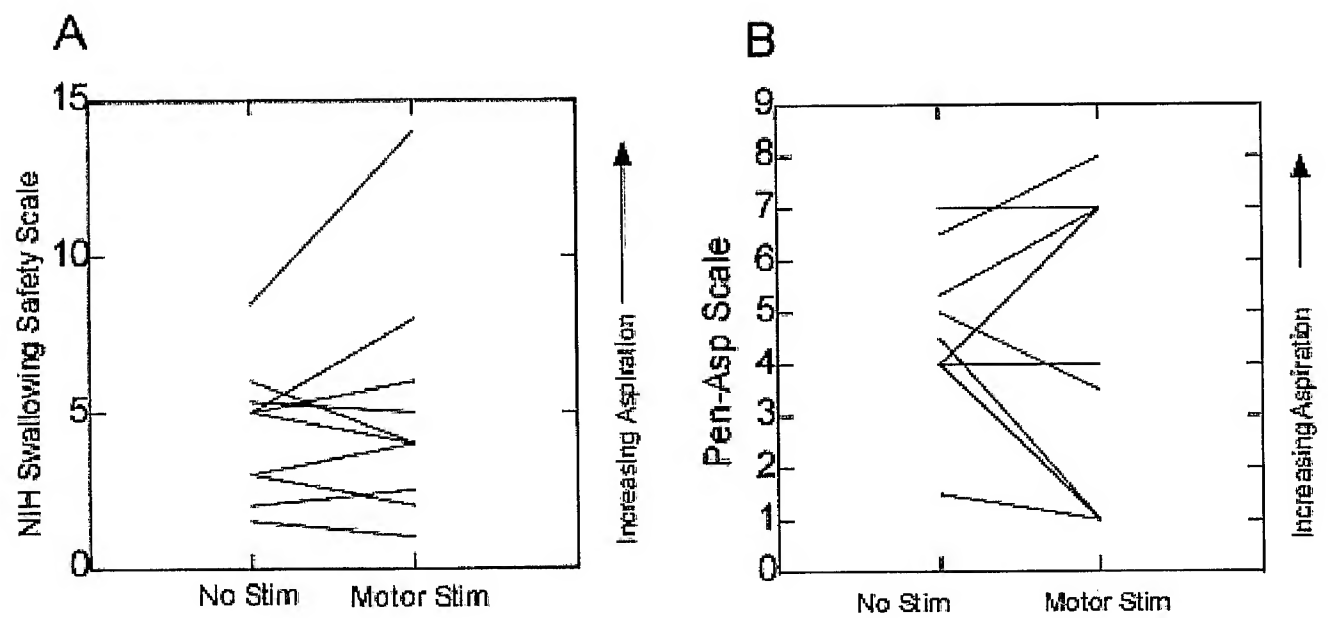 A
NIH Swallowing Safety Scale
15
10
5
0
No Stim
Motor Stim
Increasing Aspiration
B
Pen-Asp Scale
9
8
7
6
5
4
3
2
1
0
No Stim
Motor Stim
Increasing Aspiration